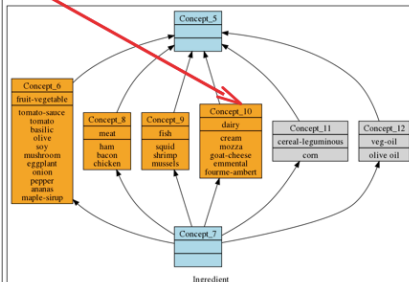 Concept_5
Concept_6
fruit-vegetable
tomato-sauce
tomato
basilic
olive
soy
mushroom
eggplant
onion
pepper
ananas
maple-sirup
Concept_8
meat
ham
bacon
chicken
Concept_9
fish
squid
shrimp
mussels
Concept_10
dairy
cream
mozza
goat-cheese
emmental
fourme-ambert
Concept_11
cereal-leguminous
corn
Concept_12
veg-oil
olive oil
Concept_7
Ingredient